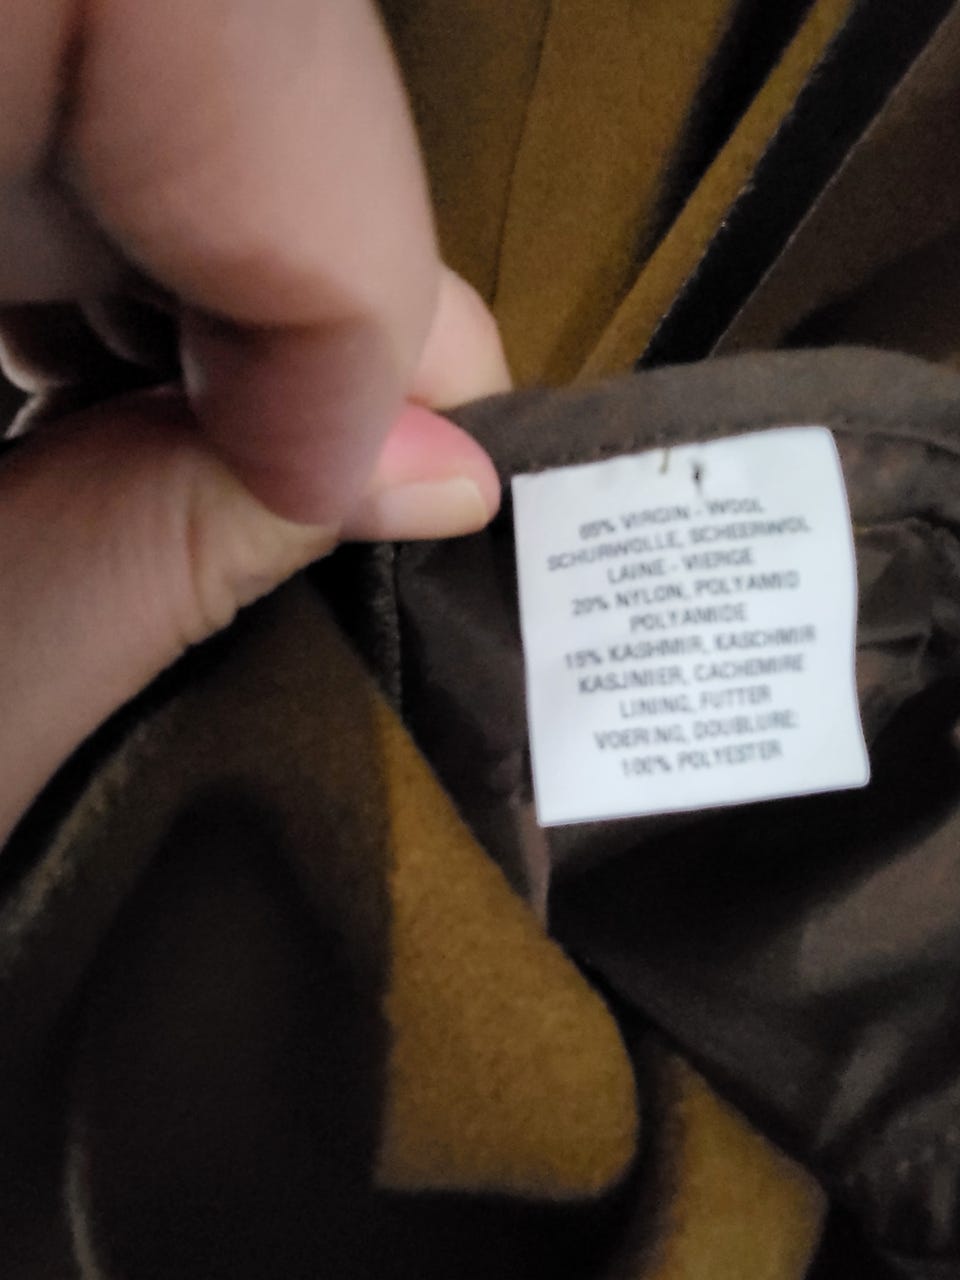 65% VIRGIN - WOOL
SCHURWOLLE, SCHEERWOL
LAINE - VIERGE
20% NYLON, POLYAMID
POLYAMIDE
15% KASHMIR, KASCHMIR
KASJMIER, CACHEMIRE
LINING, FUTTER
VOERING, DOUBLURE:
100% POLYESTER